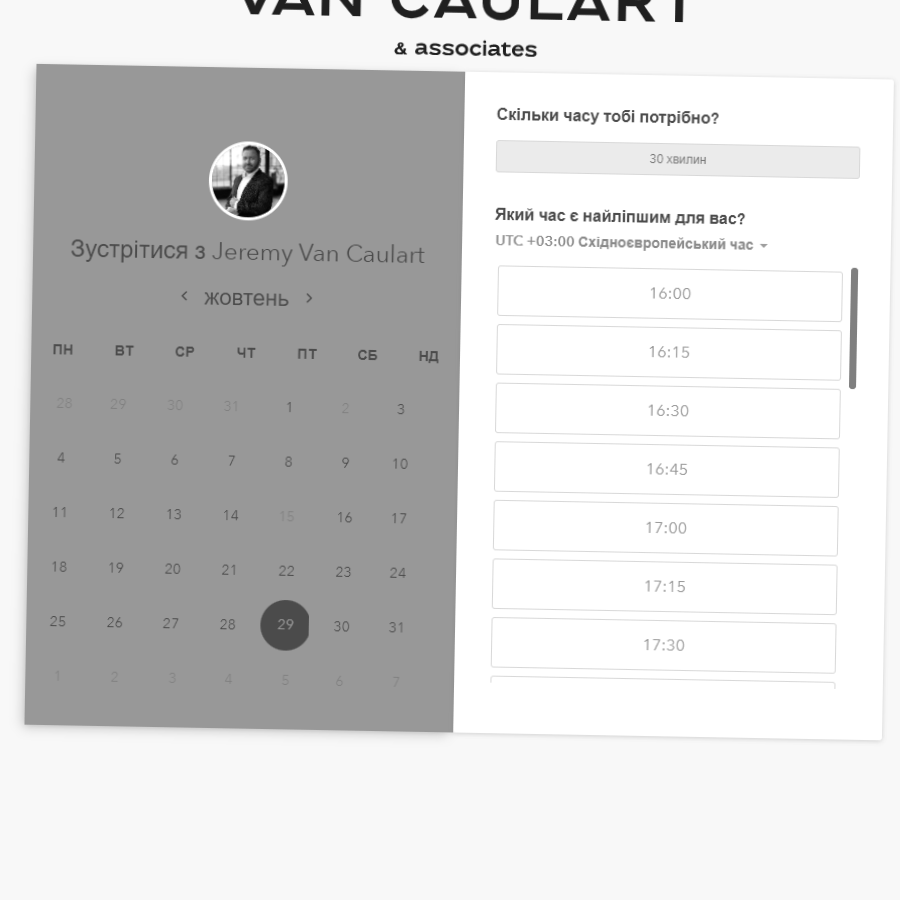 VAN CAULART
& associates
Зустрітися з Jeremy Van Caulart
‹ жовтень ›
ПН ВТ СР ЧТ ПТ СБ НД
28 29 30 31 1 2 3
4 5 6 7 8 9 10
11 12 13 14 15 16 17
18 19 20 21 22 23 24
25 26 27 28 29 30 31
1 2 3 4 5 6 7
Скільки часу тобі потрібно?
30 хвилин
Який час є найліпшим для вас?
UTC +03:00 Східноєвропейський час
16:00
16:15
16:30
16:45
17:00
17:15
17:30